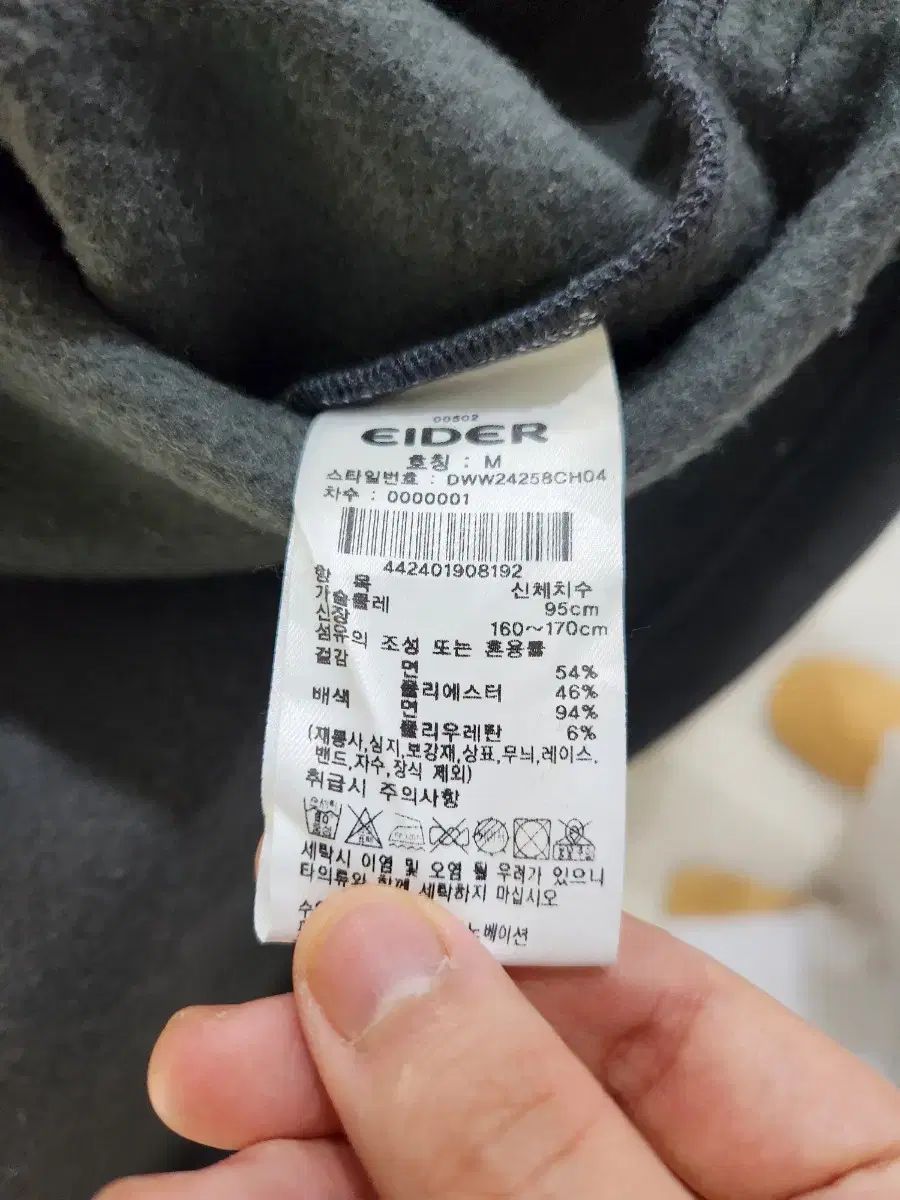 00502
EIDER
호칭 : M
스타일번호 : DWW24258CH04
차수 : 0000001
442401908192
항 목 신체치수
가슴둘레 95cm
신장 160~170cm
섬유의 조성 또는 혼용률
겉감 면 54%
폴리에스터 46%
배색 면 94%
폴리우레탄 6%
(재봉사,심지,보강재,상표,무늬,레이스.
밴드,자수,장식 제외)
취급시 주의사항
세탁시 이염 및 오염 될 우려가 있으니
타의류와 함께 세탁하지 마십시오
노베이션